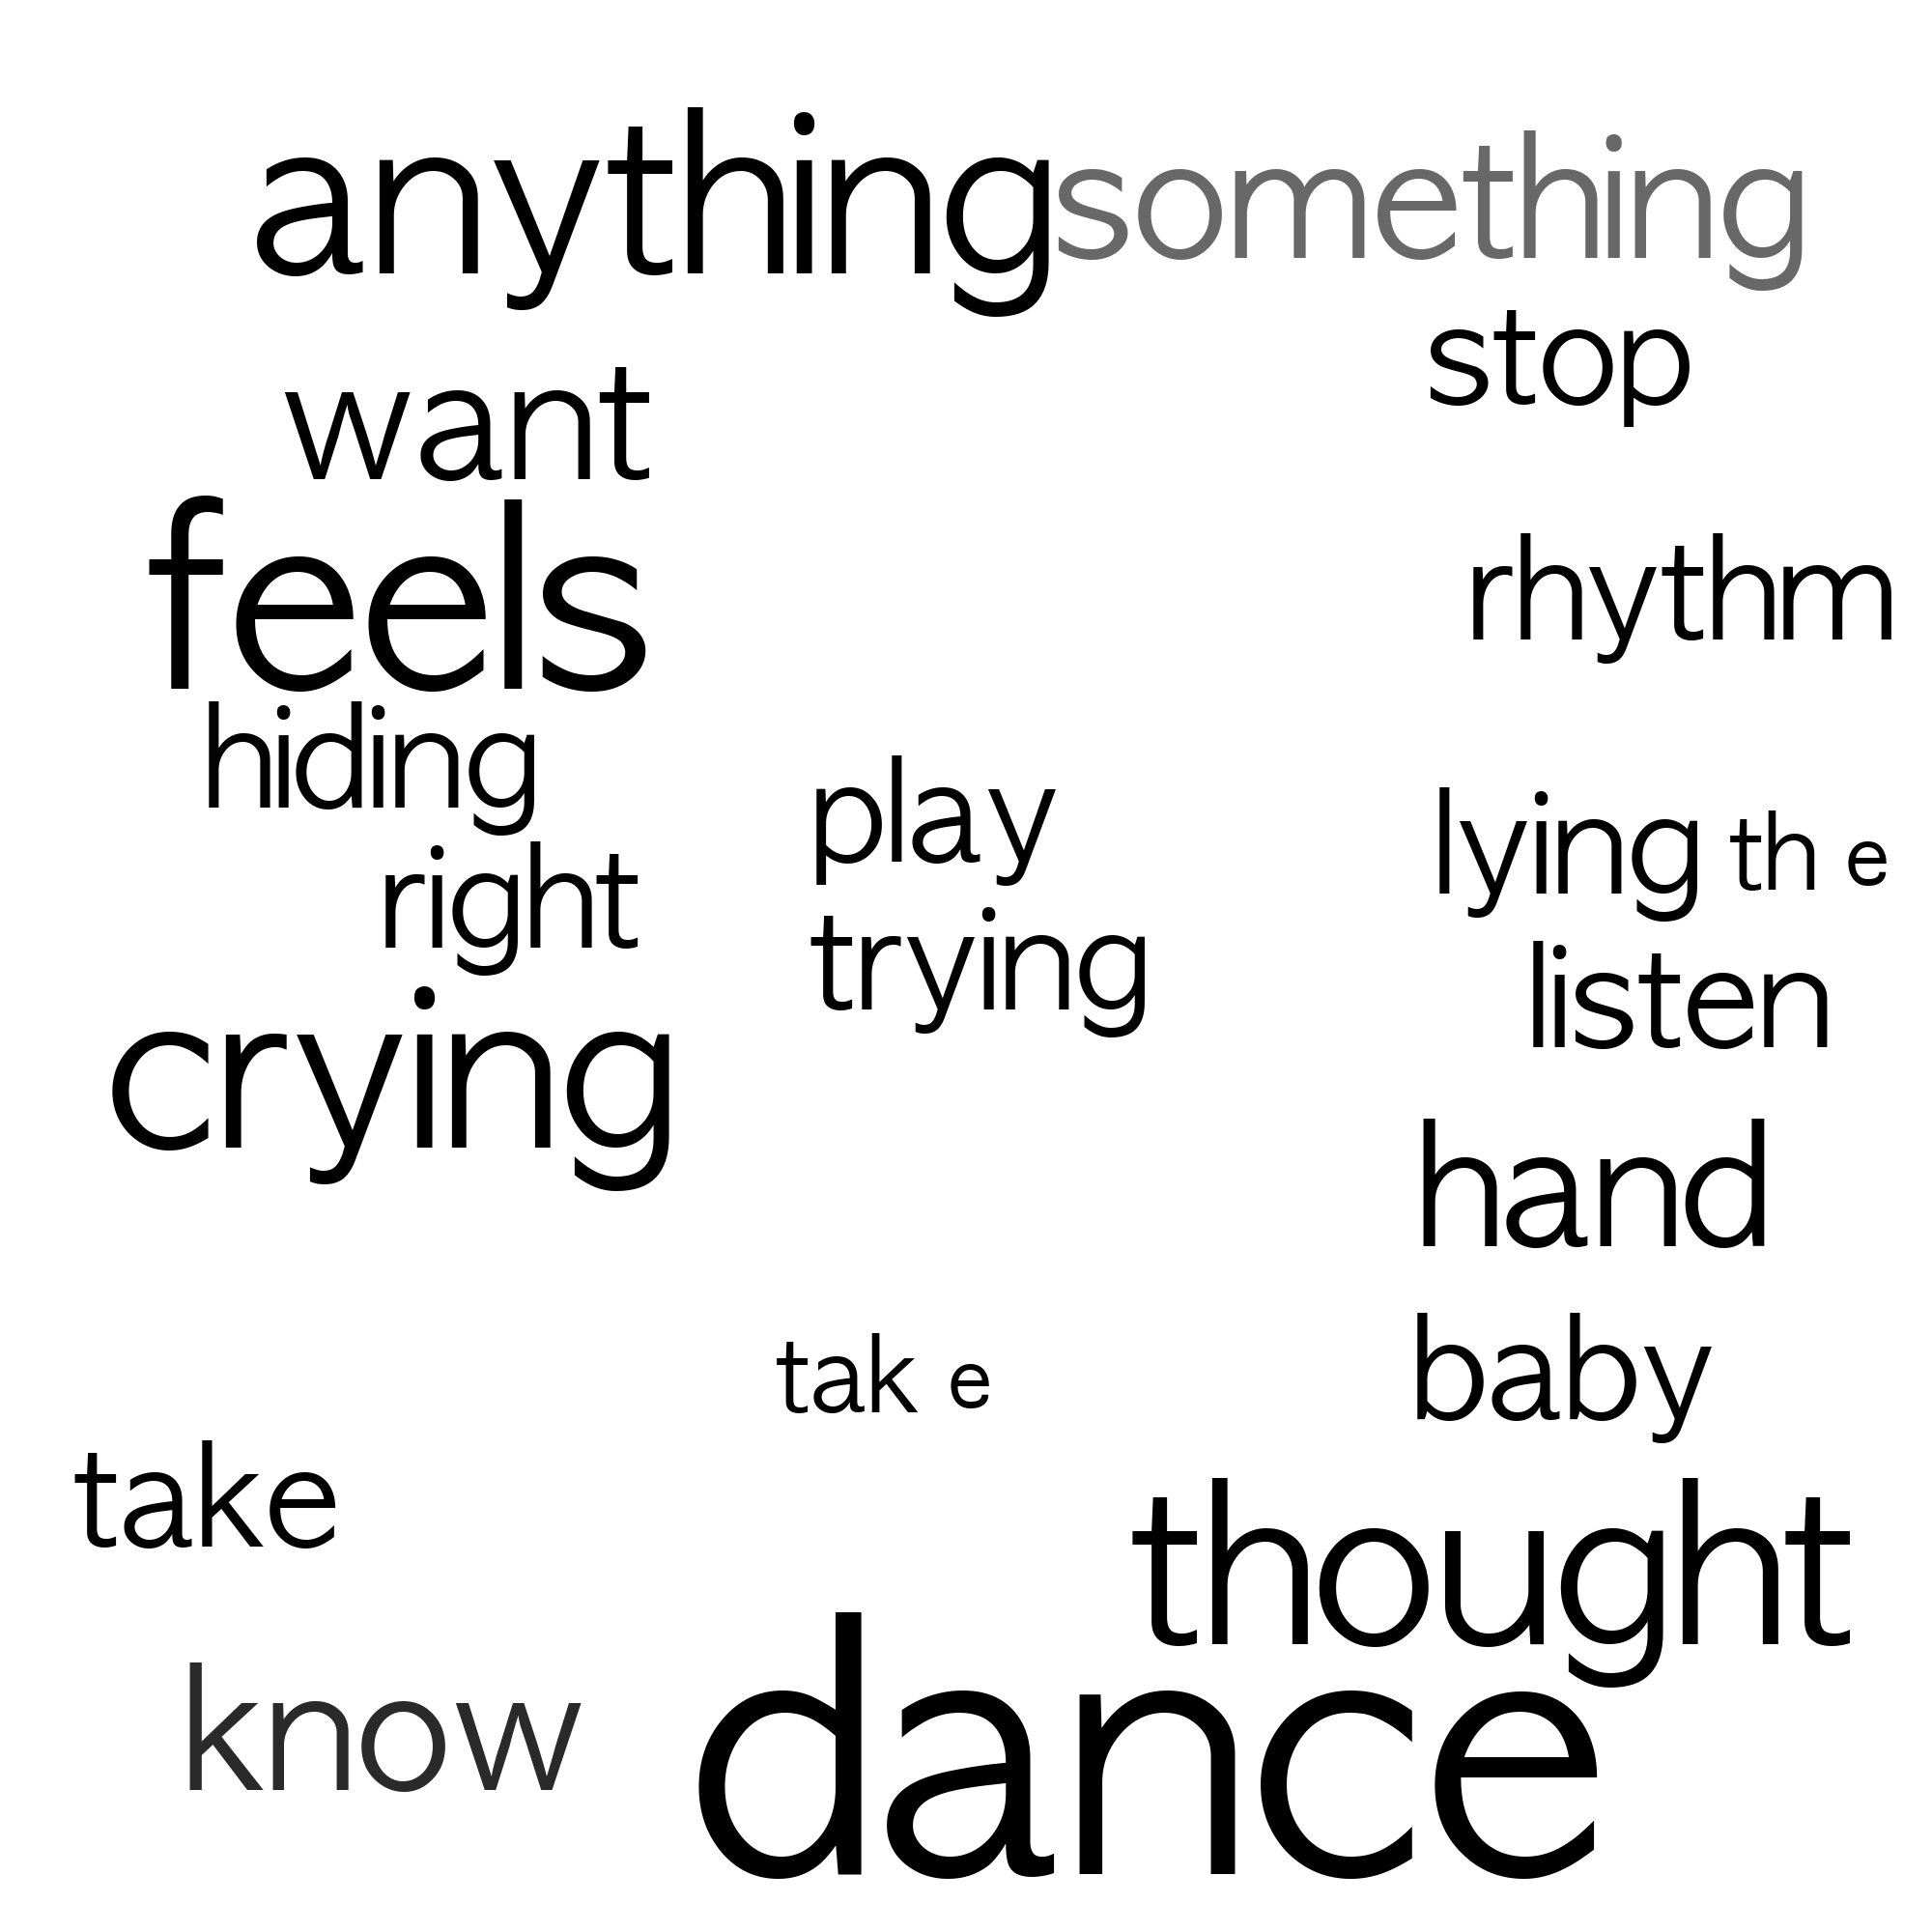 anything something
stop
want
feels
rhythm
hiding
play
lying th e
right
trying
listen
crying
hand
tak e
baby
take
thought
know
dance